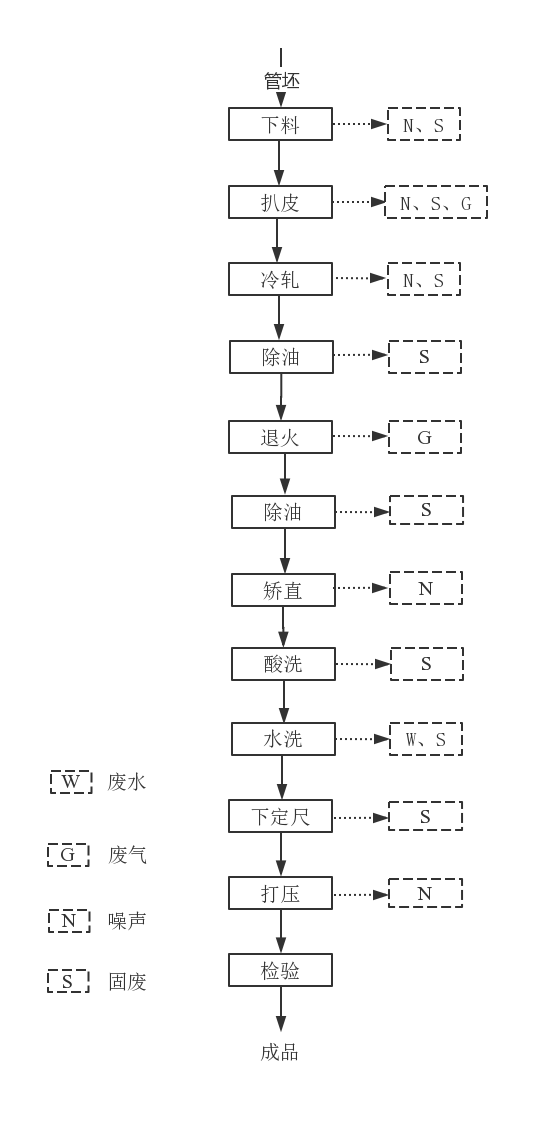 管坯
下料
N、S
扒皮
N、S、G
冷轧
N、S
除油
S
退火
G
除油
S
矫直
N
酸洗
S
水洗
W、S
W 废水
下定尺
S
G 废气
打压
N
N 噪声
检验
S 固废
成品